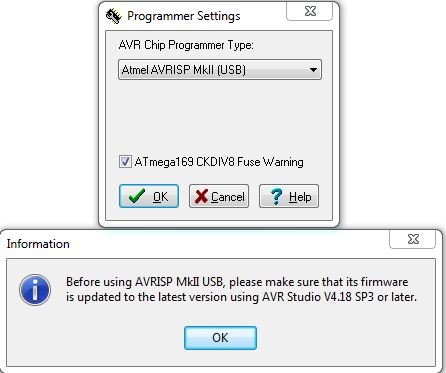 Programmer Settings
AVR Chip Programmer Type:
Atmel AVRISP MkII (USB)
ATmega169 CKDIV8 Fuse Warning
OK Cancel ? Help
Information
Before using AVRISP MkII USB, please make sure that its firmware
is updated to the latest version using AVR Studio V4.18 SP3 or later.
OK